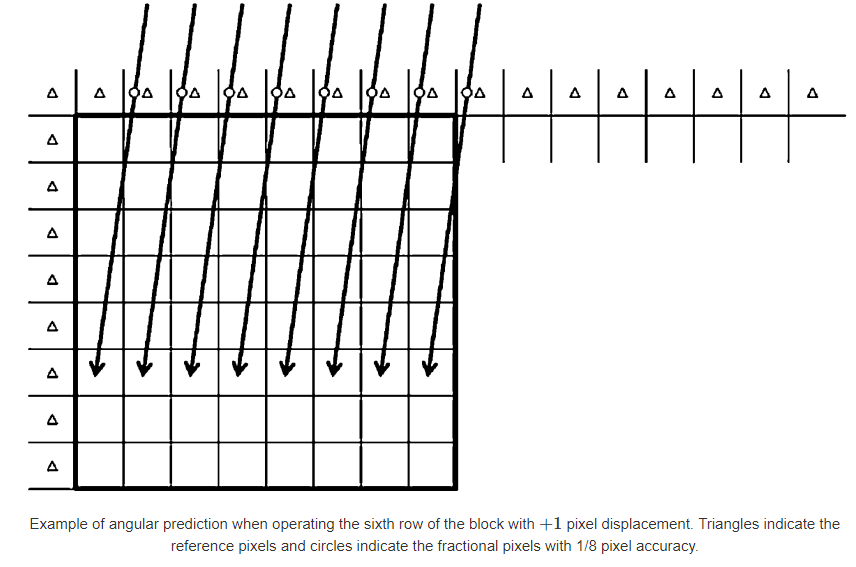 Example of angular prediction when operating the sixth row of the block with +1 pixel displacement. Triangles indicate the
reference pixels and circles indicate the fractional pixels with 1/8 pixel accuracy.